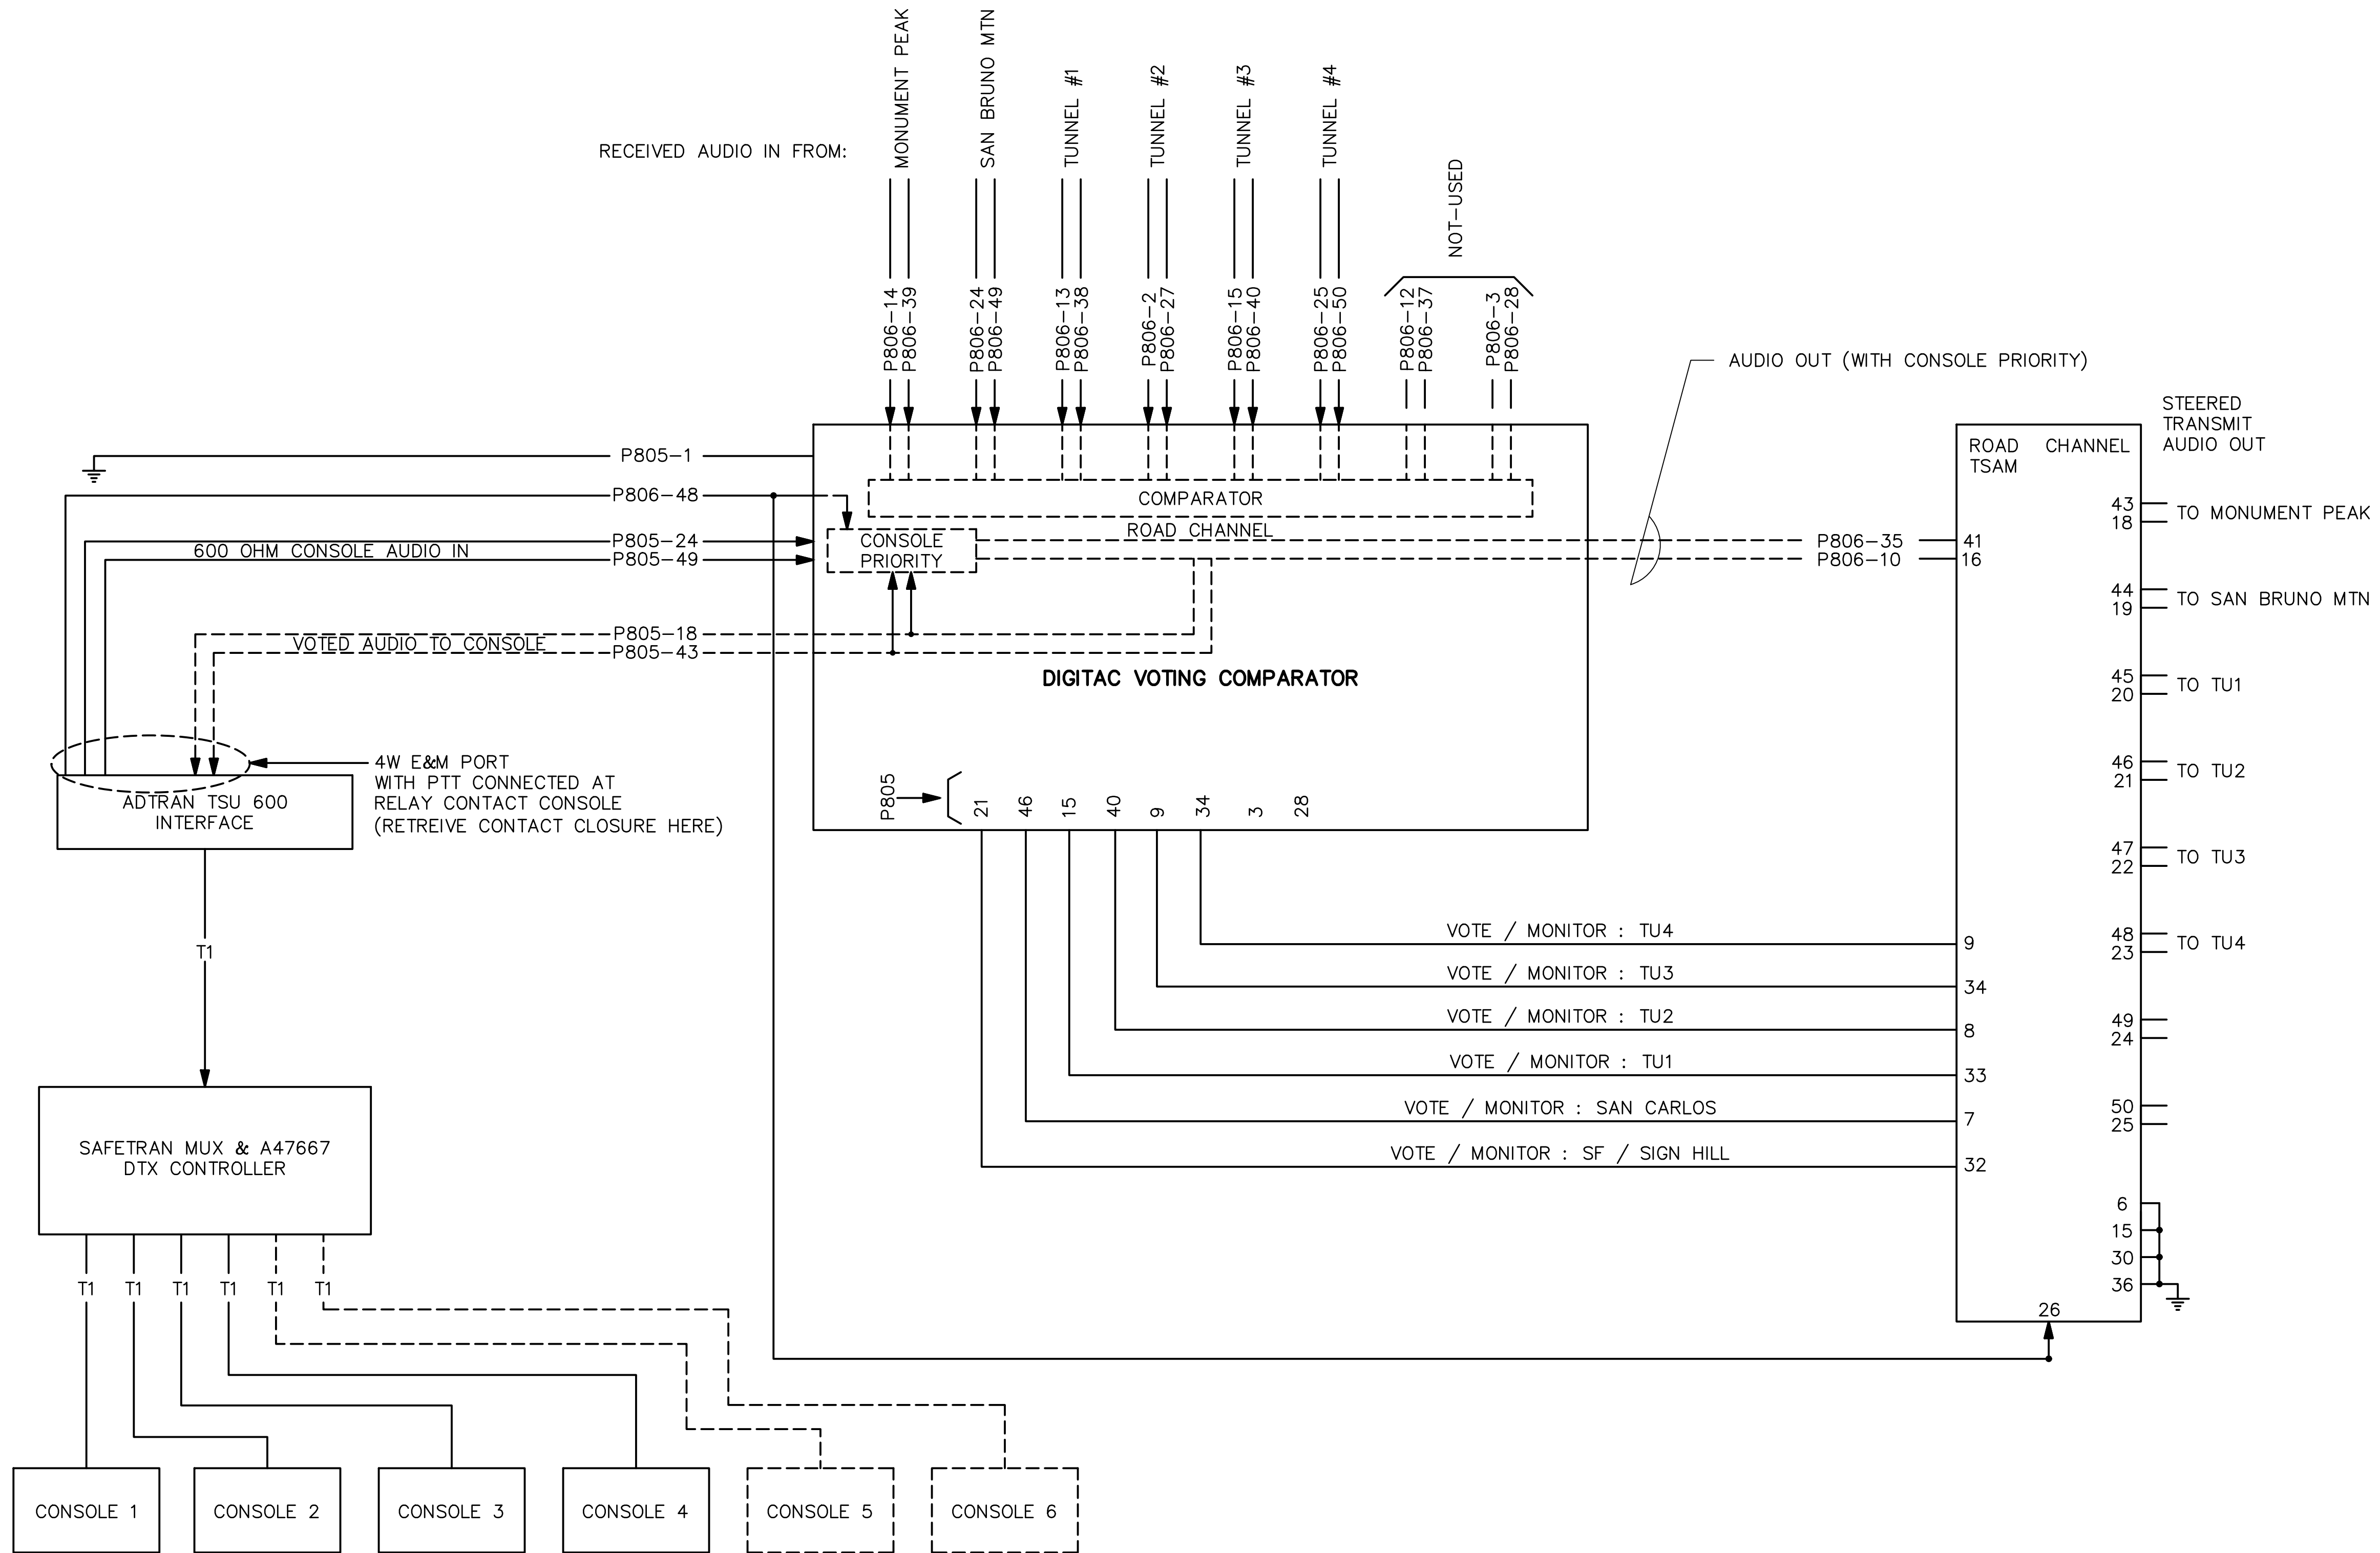 RECEIVED AUDIO IN FROM:
MONUMENT PEAK
SAN BRUNO MTN
TUNNEL #1
TUNNEL #2
TUNNEL #3
TUNNEL #4
NOT-USED
P806-14
P806-39
P806-24
P806-49
P806-13
P806-38
P806-2
P806-27
P806-15
P806-40
P806-25
P806-50
P806-12
P806-37
P806-3
P806-28
AUDIO OUT (WITH CONSOLE PRIORITY)
P805-1
P806-48
P805-24
600 OHM CONSOLE AUDIO IN
P805-49
P805-18
VOTED AUDIO TO CONSOLE
P805-43
COMPARATOR
ROAD CHANNEL
CONSOLE
PRIORITY
P806-35
P806-10
DIGITAC VOTING COMPARATOR
P805
21
46
15
40
9
34
3
28
4W E&M PORT
WITH PTT CONNECTED AT
RELAY CONTACT CONSOLE
(RETREIVE CONTACT CLOSURE HERE)
ADTRAN TSU 600
INTERFACE
T1
SAFETRAN MUX & A47667
DTX CONTROLLER
T1
T1
T1
T1
T1
T1
CONSOLE 1
CONSOLE 2
CONSOLE 3
CONSOLE 4
CONSOLE 5
CONSOLE 6
VOTE / MONITOR : TU4
VOTE / MONITOR : TU3
VOTE / MONITOR : TU2
VOTE / MONITOR : TU1
VOTE / MONITOR : SAN CARLOS
VOTE / MONITOR : SF / SIGN HILL
ROAD CHANNEL
TSAM
41
16
9
34
8
33
7
32
26
STEERED
TRANSMIT
AUDIO OUT
43
18
TO MONUMENT PEAK
44
19
TO SAN BRUNO MTN
45
20
TO TU1
46
21
TO TU2
47
22
TO TU3
48
23
TO TU4
49
24
50
25
6
15
30
36